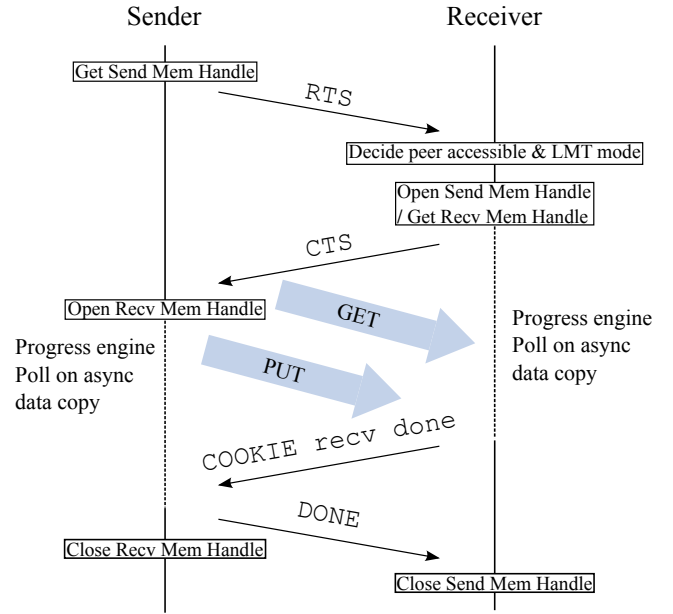 Sender
Receiver
Get Send Mem Handle
RTS
Decide peer accessible & LMT mode
Open Send Mem Handle
/ Get Recv Mem Handle
CTS
Open Recv Mem Handle
GET
Progress engine
Poll on async
data copy
Progress engine
Poll on async
data copy
PUT
COOKIE recv done
DONE
Close Recv Mem Handle
Close Send Mem Handle